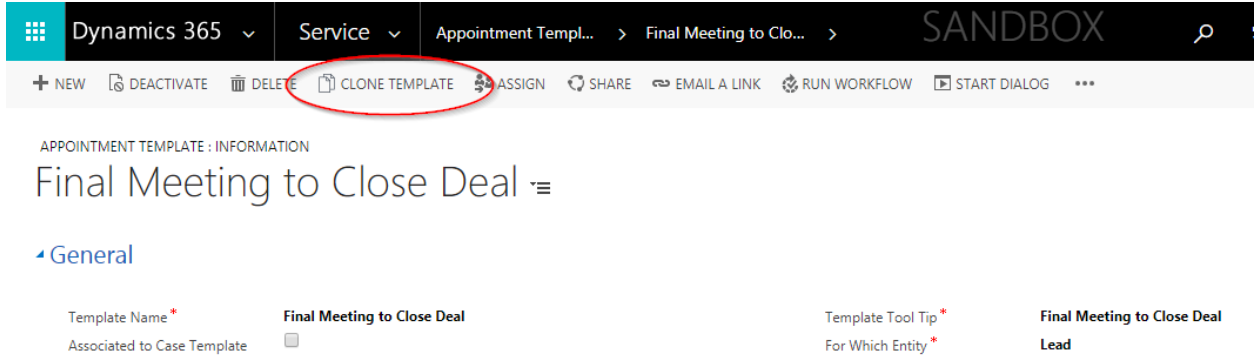 Dynamics 365 Service Appointment Templ... > Final Meeting to Clo... > SANDBOX
+ NEW DEACTIVATE DELETE CLONE TEMPLATE ASSIGN SHARE EMAIL A LINK RUN WORKFLOW START DIALOG ...
APPOINTMENT TEMPLATE : INFORMATION
Final Meeting to Close Deal
General
Template Name * Final Meeting to Close Deal Template Tool Tip * Final Meeting to Close Deal
Associated to Case Template For Which Entity * Lead